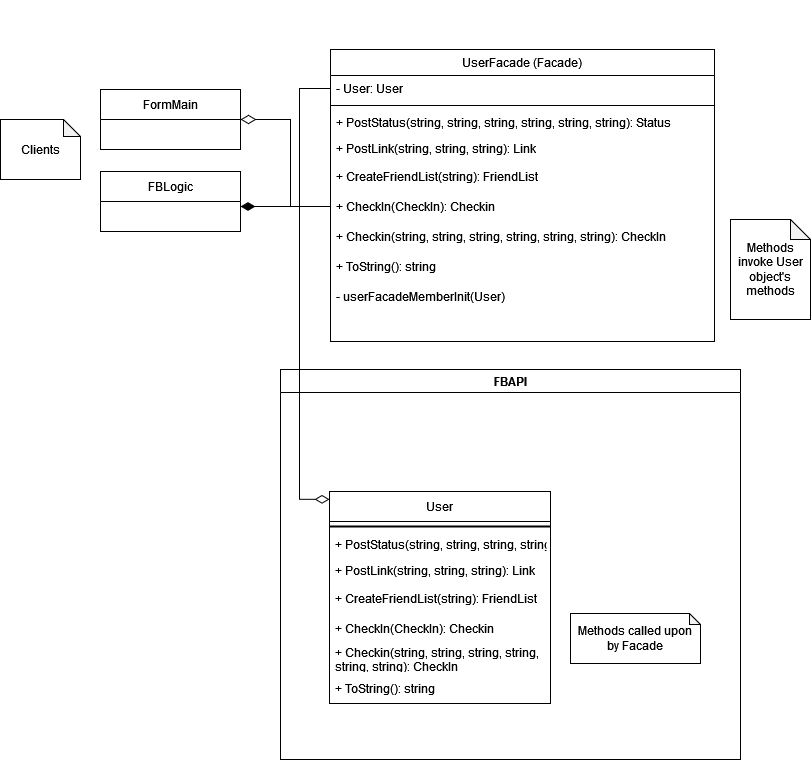 UserFacade (Facade)
- User: User
+ PostStatus(string, string, string, string, string, string): Status
+ PostLink(string, string, string): Link
+ CreateFriendList(string): FriendList
+ CheckIn(CheckIn): Checkin
+ Checkin(string, string, string, string, string, string): CheckIn
+ ToString(): string
- userFacadeMemberInit(User)
FormMain
Clients
FBLogic
Methods
invoke User
object's
methods
FBAPI
User
+ PostStatus(string, string, string, string
+ PostLink(string, string, string): Link
+ CreateFriendList(string): FriendList
+ CheckIn(CheckIn): Checkin
+ Checkin(string, string, string, string,
string, string): CheckIn
+ ToString(): string
Methods called upon
by Facade